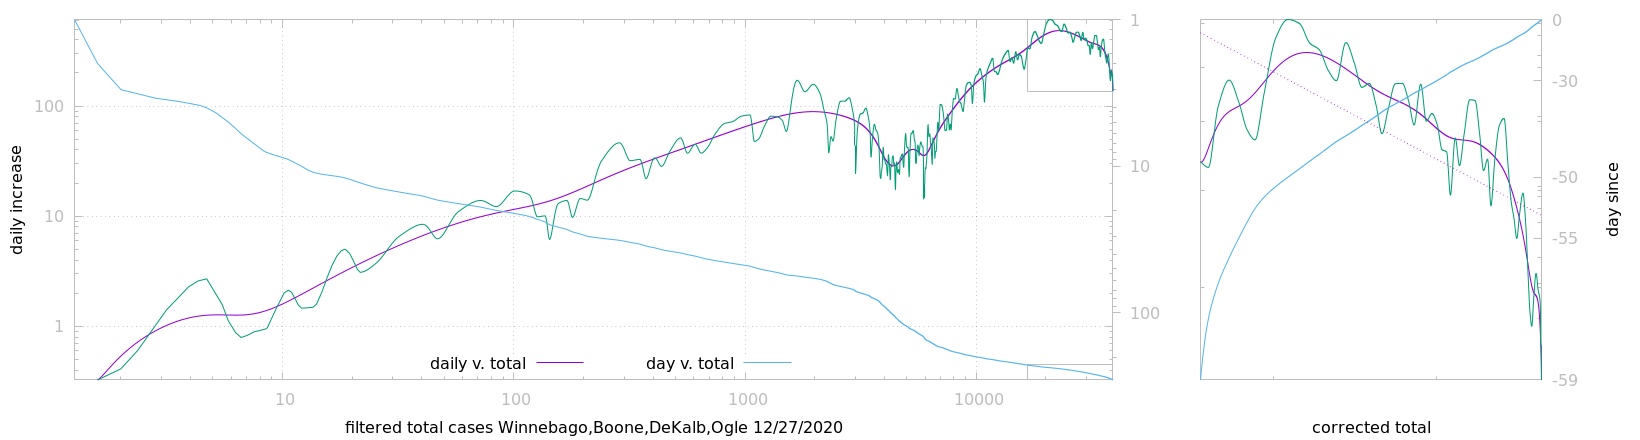 daily increase
100
10
1
10
100
1000
10000
1
10
100
daily v. total
day v. total
filtered total cases Winnebago,Boone,DeKalb,Ogle 12/27/2020
0
-30
-50
-55
-59
day since
corrected total